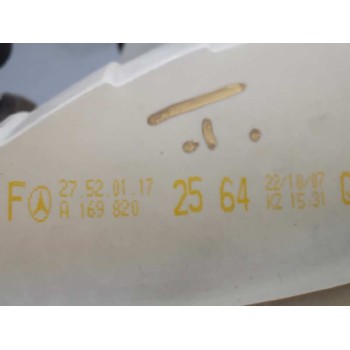 F 27.52.01.17 25 64 22/10/07
A 169 820 KZ 15.31